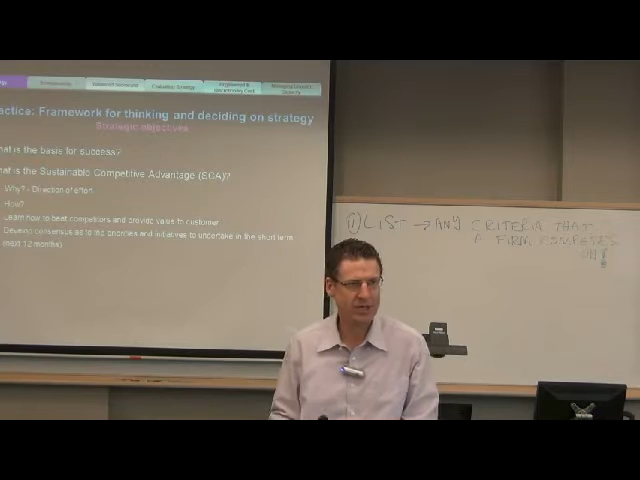 Practice: Framework for thinking and deciding on strategy
Strategic objectives
What is the basis for success?
What is the Sustainable Competitive Advantage (SCA)?
Why? - Direction of effort
How?
Learn how to beat competitors and provide value to customer
Develop consensus as to the priorities and initiatives to undertake in the short term
(next 12 months)
1) LIST → ANY CRITERIA THAT
A FIRM COMPETES
ON!